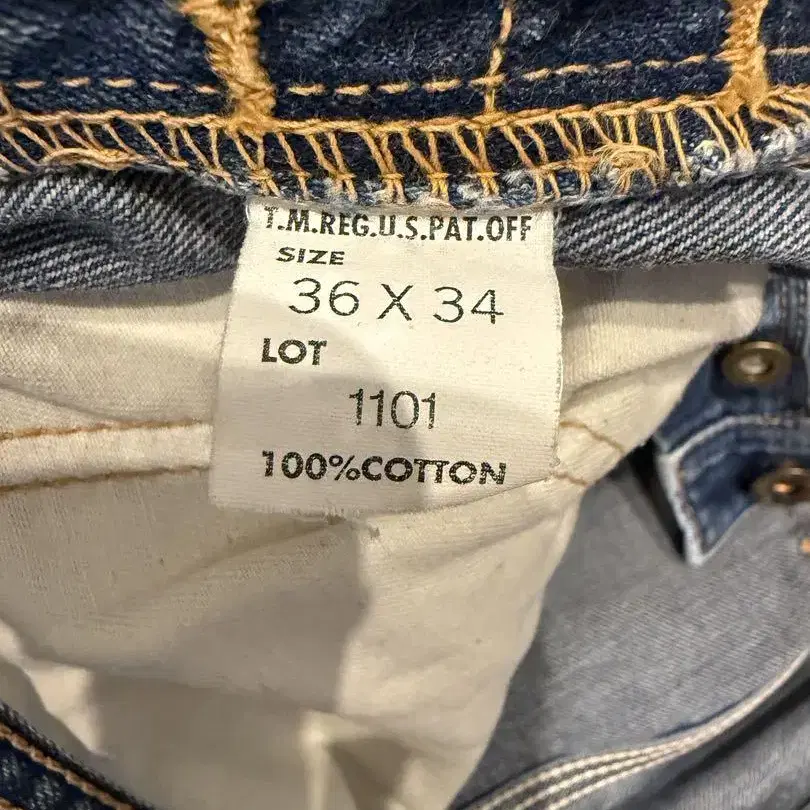 T.M.REG.U.S.PAT.OFF
SIZE
36 X 34
LOT
1101
100%COTTON